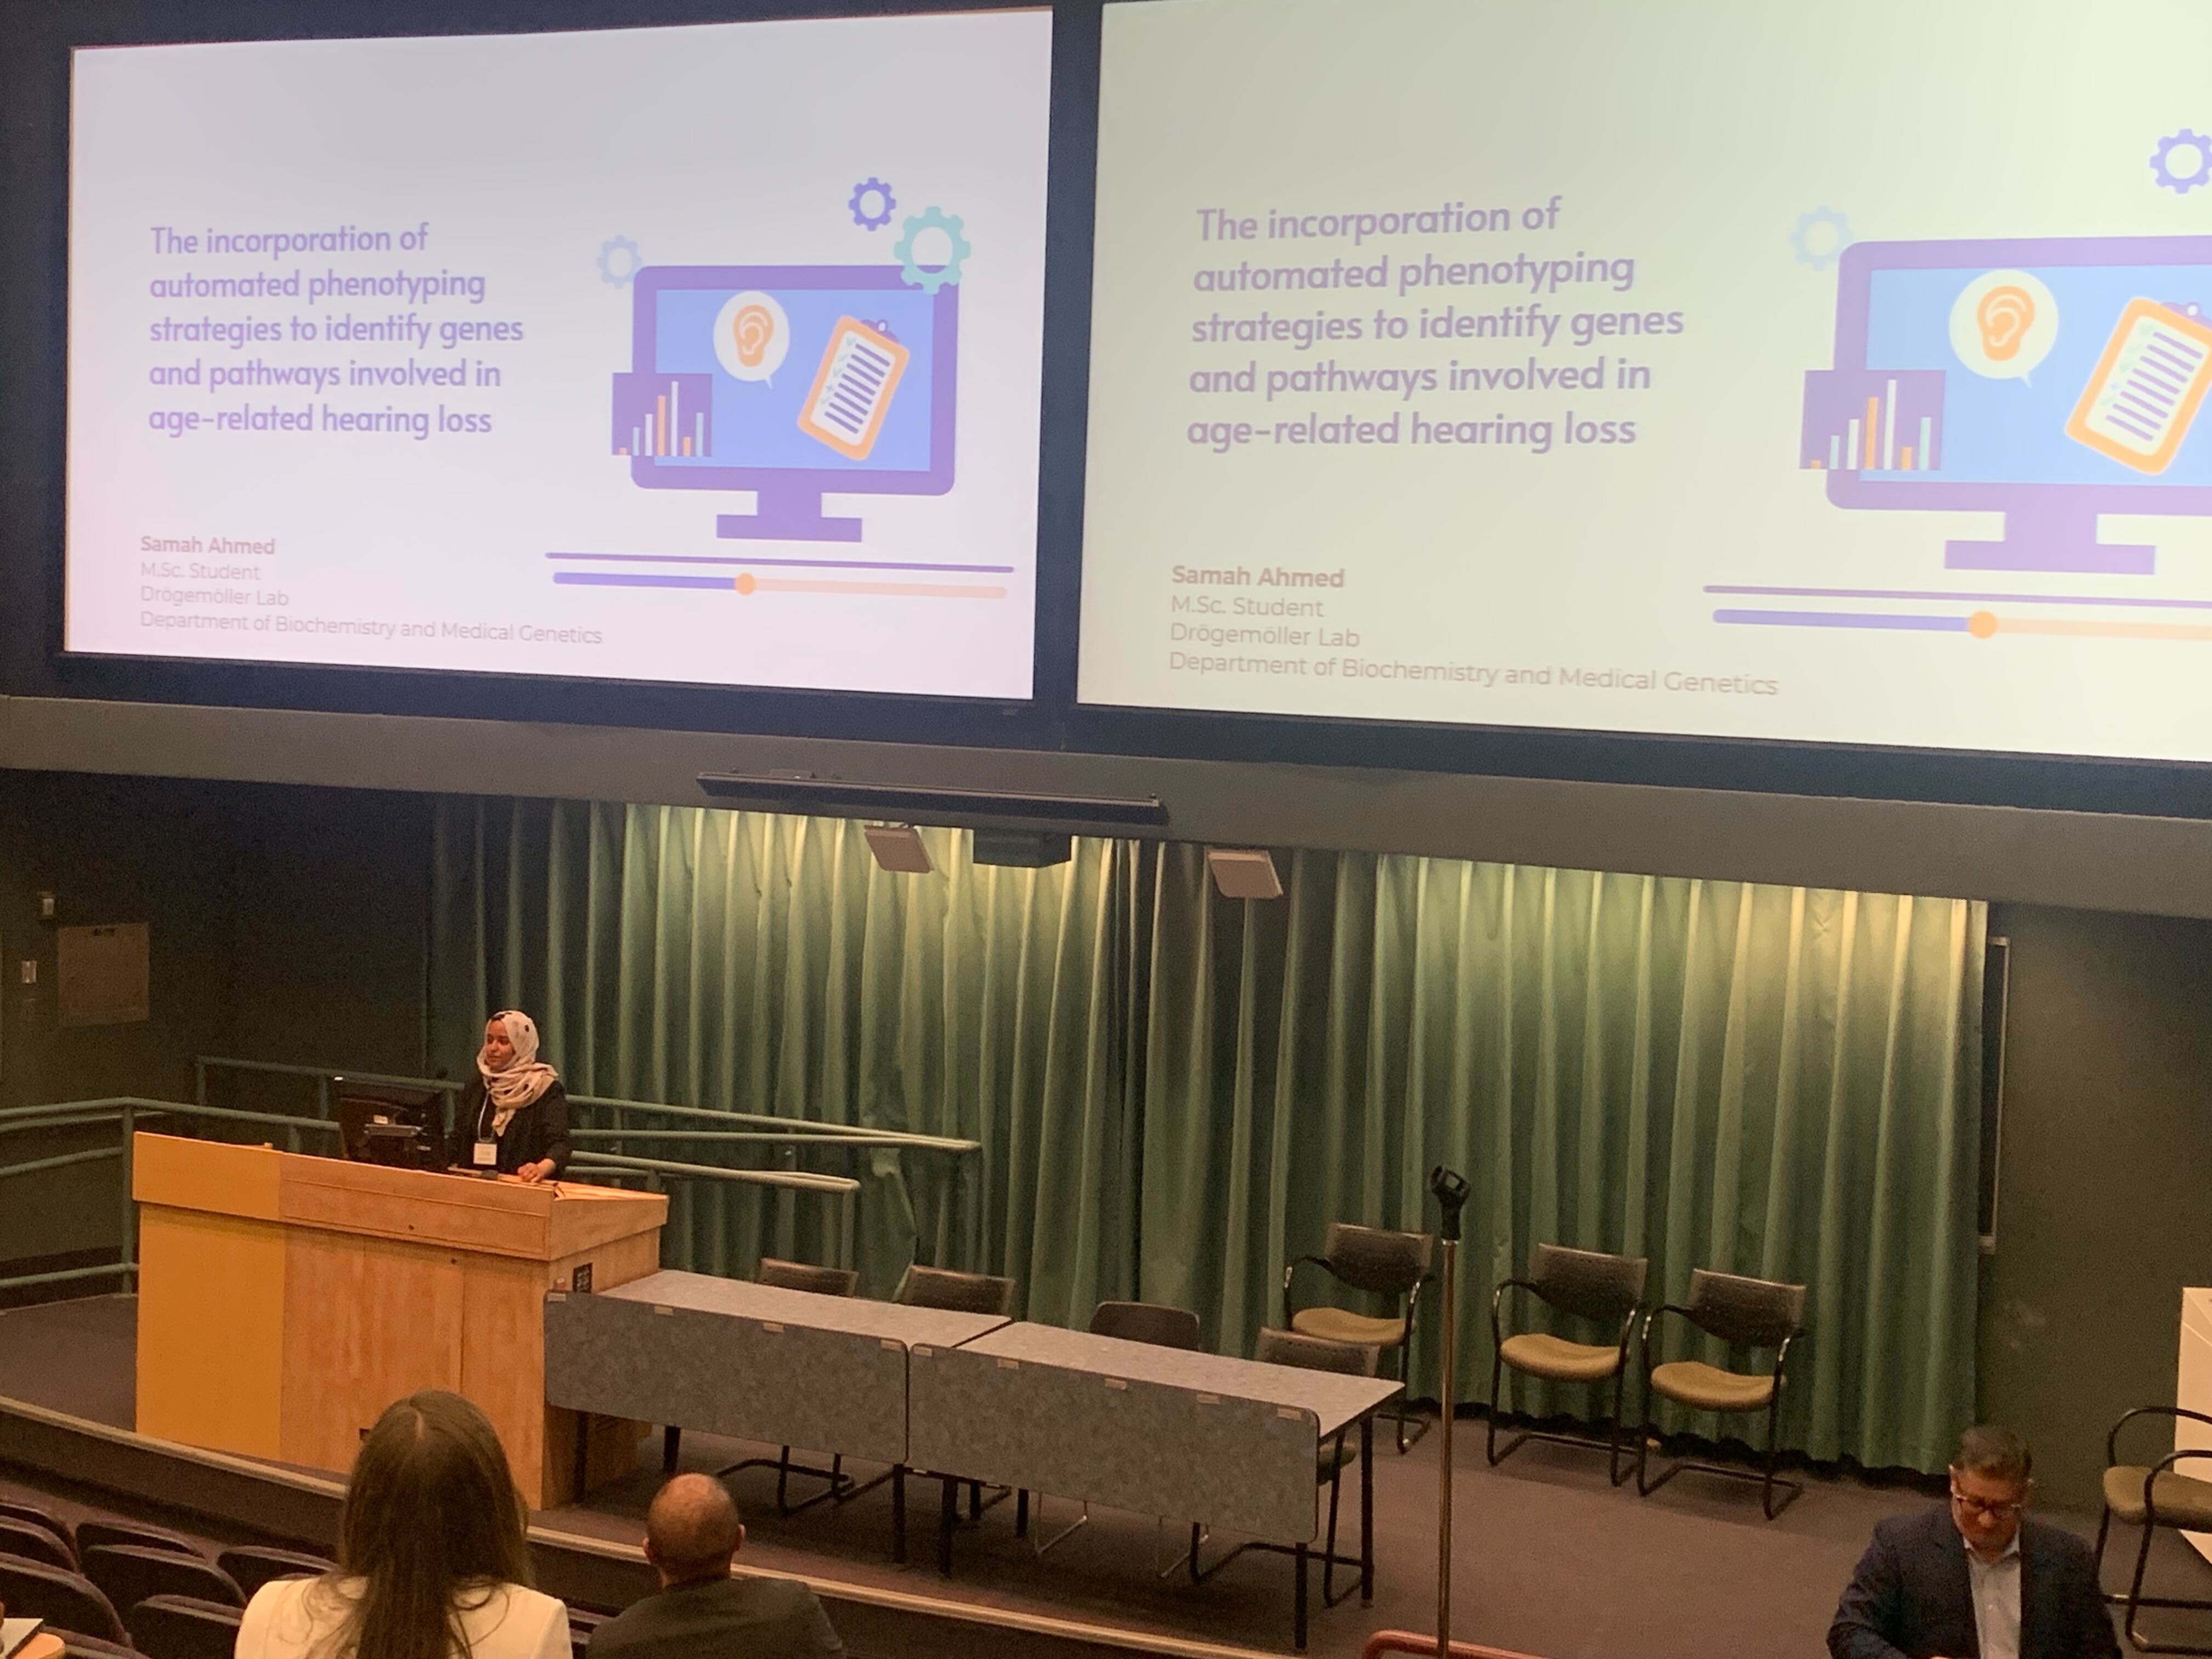 The incorporation of
automated phenotyping
strategies to identify genes
and pathways involved in
age-related hearing loss
Samah Ahmed
M.Sc. Student
Drögemöller Lab
Department of Biochemistry and Medical Genetics
The incorporation of
automated phenotyping
strategies to identify genes
and pathways involved in
age-related hearing loss
Samah Ahmed
M.Sc. Student
Drögemöller Lab
Department of Biochemistry and Medical Genetics